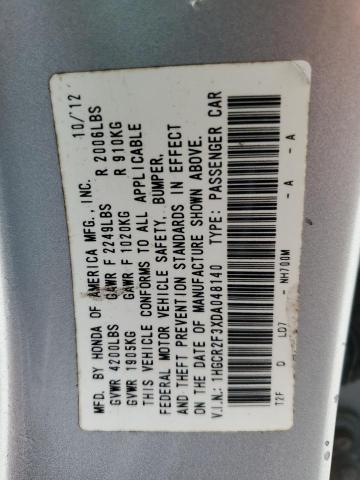 MFD. BY HONDA OF AMERICA MFG., INC. 10/12
GVWR 4200LBS GAWR F 2249LBS R 2006LBS
GVWR 1905KG GAWR F 1020KG R 910KG
THIS VEHICLE CONFORMS TO ALL APPLICABLE
FEDERAL MOTOR VEHICLE SAFETY, BUMPER,
AND THEFT PREVENTION STANDARDS IN EFFECT
ON THE DATE OF MANUFACTURE SHOWN ABOVE.
V.I.N.: 1HGCR2F3XDA048140 TYPE: PASSENGER CAR
T2F D LD7 NH700M - A - A